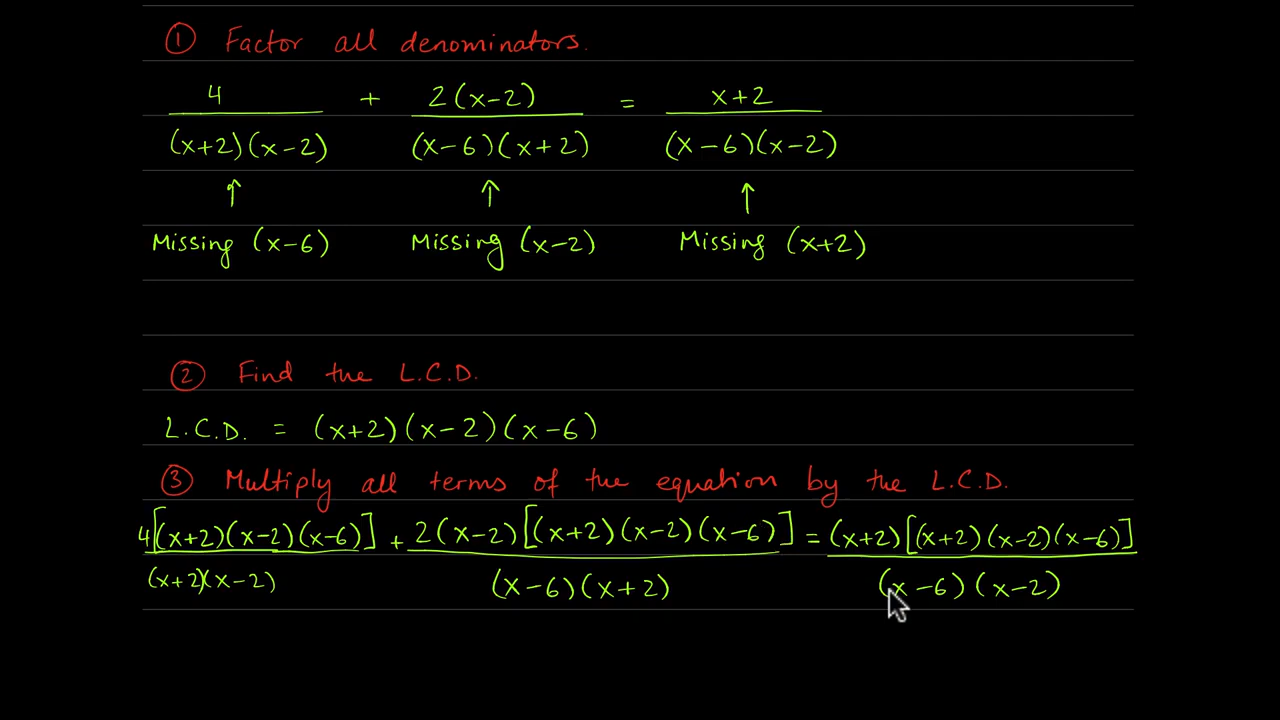 ① Factor all denominators.
4 + 2(x-2) = x+2
(x+2)(x-2) (x-6)(x+2) (x-6)(x-2)
↑ ↑ ↑
Missing (x-6) Missing (x-2) Missing (x+2)
② Find the L.C.D.
L.C.D. = (x+2)(x-2)(x-6)
③ Multiply all terms of the equation by the L.C.D.
4[(x+2)(x-2)(x-6)] + 2(x-2)[(x+2)(x-2)(x-6)] = (x+2)[(x+2)(x-2)(x-6)]
(x+2)(x-2) (x-6)(x+2) (x-6)(x-2)